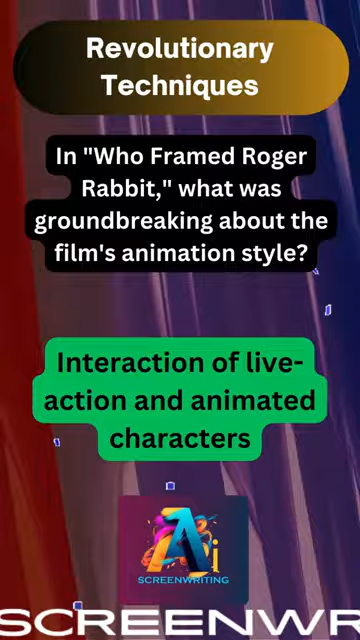 Revolutionary
Techniques
In "Who Framed Roger
Rabbit," what was
groundbreaking about the
film's animation style?
Interaction of live-
action and animated
characters
Ai
SCREENWRITING
SCREENWR